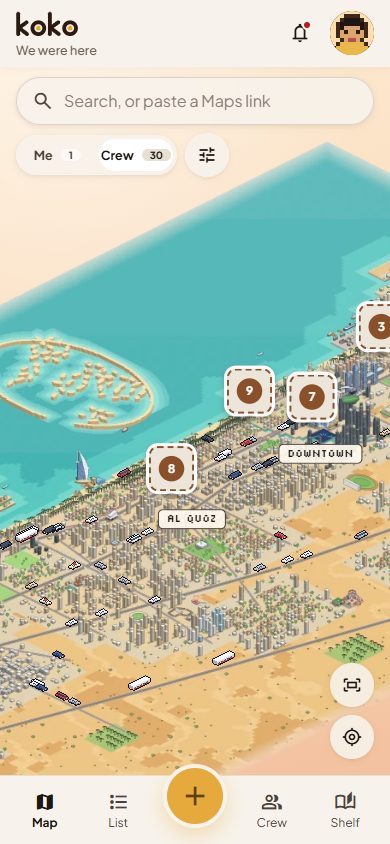 koko
We were here
Search, or paste a Maps link
Me 1 Crew 30
3
9
7
DOWNTOWN
8
AL QUOZ
Map List Crew Shelf